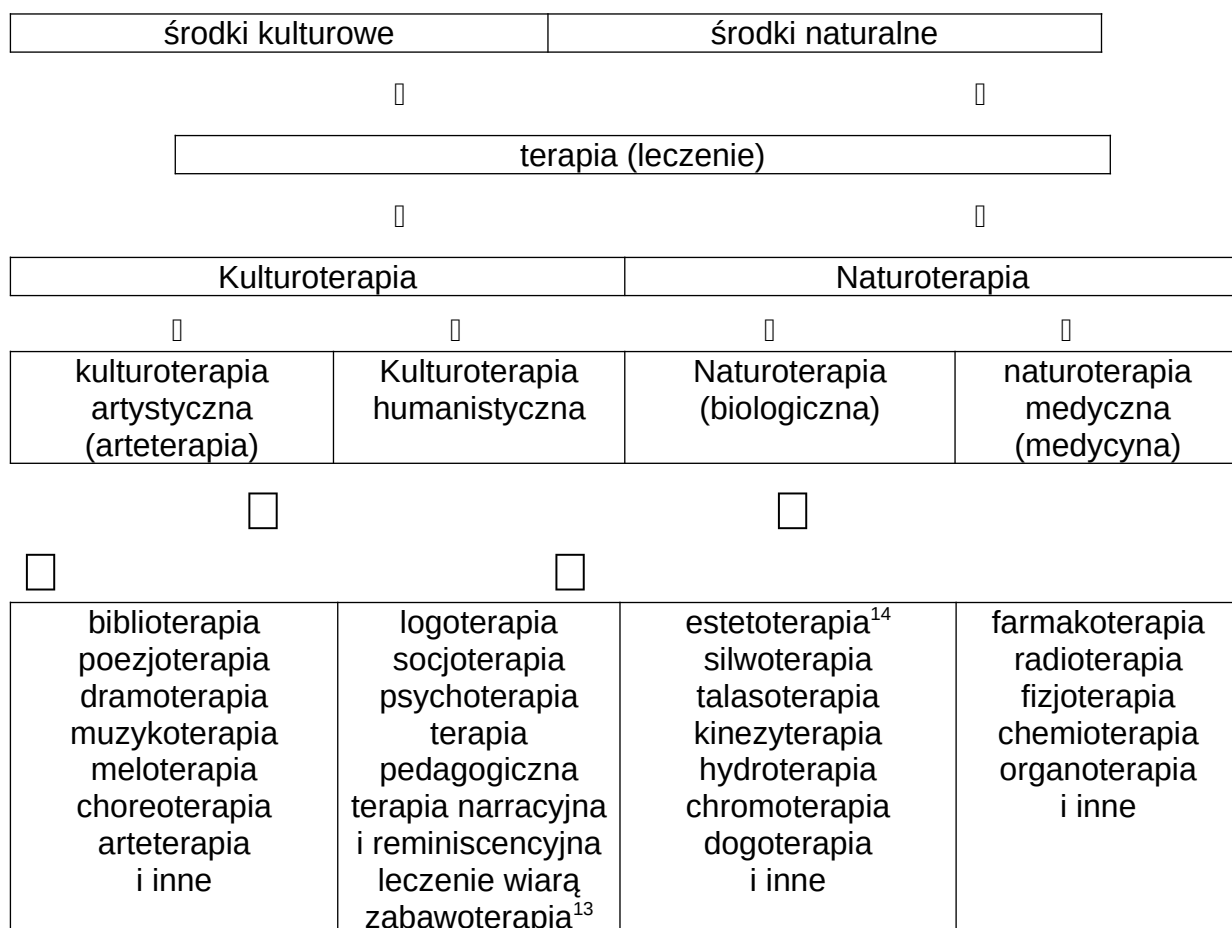 środki kulturowe
środki naturalne
terapia (leczenie)
Kulturoterapia
Naturoterapia
kulturoterapia
artystyczna
(arteterapia)
Kulturoterapia
humanistyczna
Naturoterapia
(biologiczna)
naturoterapia
medyczna
(medycyna)
biblioterapia
poezjoterapia
dramoterapia
muzykoterapia
meloterapia
choreoterapia
arteterapia
i inne
logoterapia
socjoterapia
psychoterapia
terapia
pedagogiczna
terapia narracyjna
i reminiscencyjna
leczenie wiarą
zabawoterapia13
estetoterapia14
silwoterapia
talasoterapia
kinezyterapia
hydroterapia
chromoterapia
dogoterapia
i inne
farmakoterapia
radioterapia
fizjoterapia
chemioterapia
organoterapia
i inne